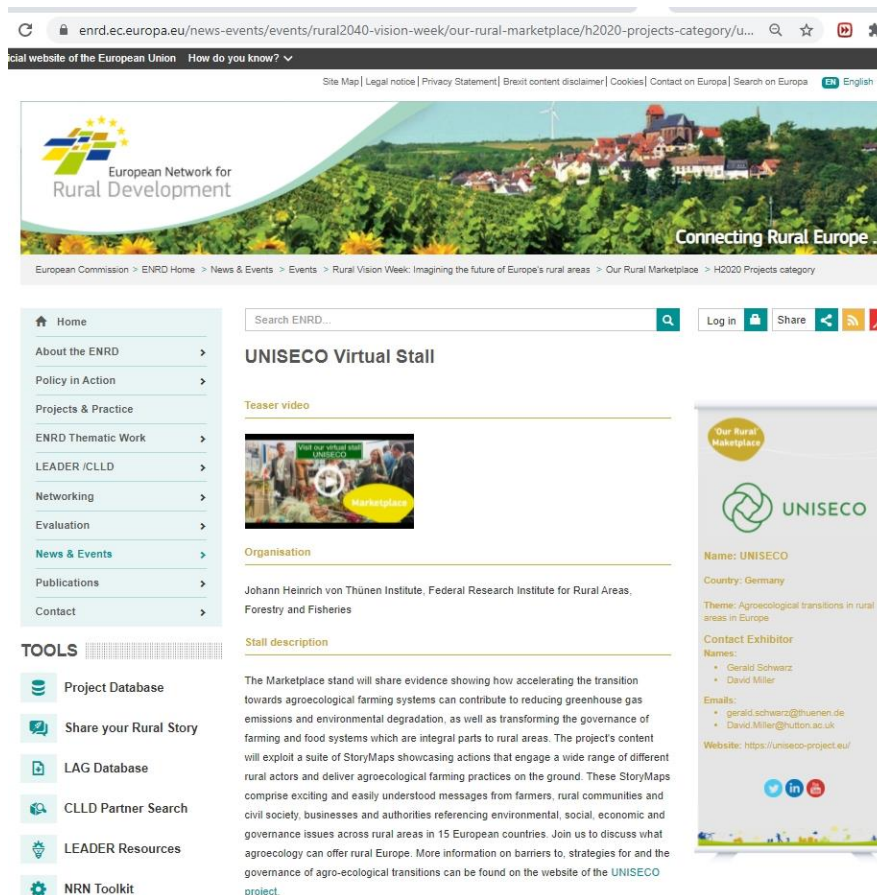 enrd.ec.europa.eu/news-events/events/rural2040-vision-week/our-rural-marketplace/h2020-projects-category/u...
icial website of the European Union How do you know?
Site Map| Legal notice| Privacy Statement| Brexit content disclaimer| Cookies| Contact on Europa| Search on Europa EN English
European Network for
Rural Development
Connecting Rural Europe .
European Commission > ENRD Home > News & Events > Events > Rural Vision Week: Imagining the future of Europe's rural areas > Our Rural Marketplace > H2020 Projects category
Home
About the ENRD
Policy in Action
Projects & Practice
ENRD Thematic Work
LEADER /CLLD
Networking
Evaluation
News & Events
Publications
Contact
TOOLS
Project Database
Share your Rural Story
LAG Database
CLLD Partner Search
LEADER Resources
NRN Toolkit
Search ENRD...
UNISECO Virtual Stall
Teaser video
Visit our virtual stall
UNISECO
Marketplace
Organisation
Johann Heinrich von Thünen Institute, Federal Research Institute for Rural Areas,
Forestry and Fisheries
Stall description
The Marketplace stand will share evidence showing how accelerating the transition
towards agroecological farming systems can contribute to reducing greenhouse gas
emissions and environmental degradation, as well as transforming the governance of
farming and food systems which are integral parts to rural areas. The project's content
will exploit a suite of StoryMaps showcasing actions that engage a wide range of different
rural actors and deliver agroecological farming practices on the ground. These StoryMaps
comprise exciting and easily understood messages from farmers, rural communities and
civil society, businesses and authorities referencing environmental, social, economic and
governance issues across rural areas in 15 European countries. Join us to discuss what
agroecology can offer rural Europe. More information on barriers to, strategies for and the
governance of agro-ecological transitions can be found on the website of the UNISECO
project.
Log in Share
'Our Rural'
Maketplace
UNISECO
Name: UNISECO
Country: Germany
Theme: Agroecological transitions in rural
areas in Europe
Contact Exhibitor
Names:
Gerald Schwarz
David Miller
Emails:
gerald.schwarz@thuenen.de
David.Miller@hutton.ac.uk
Website: https://uniseco-project.eu/